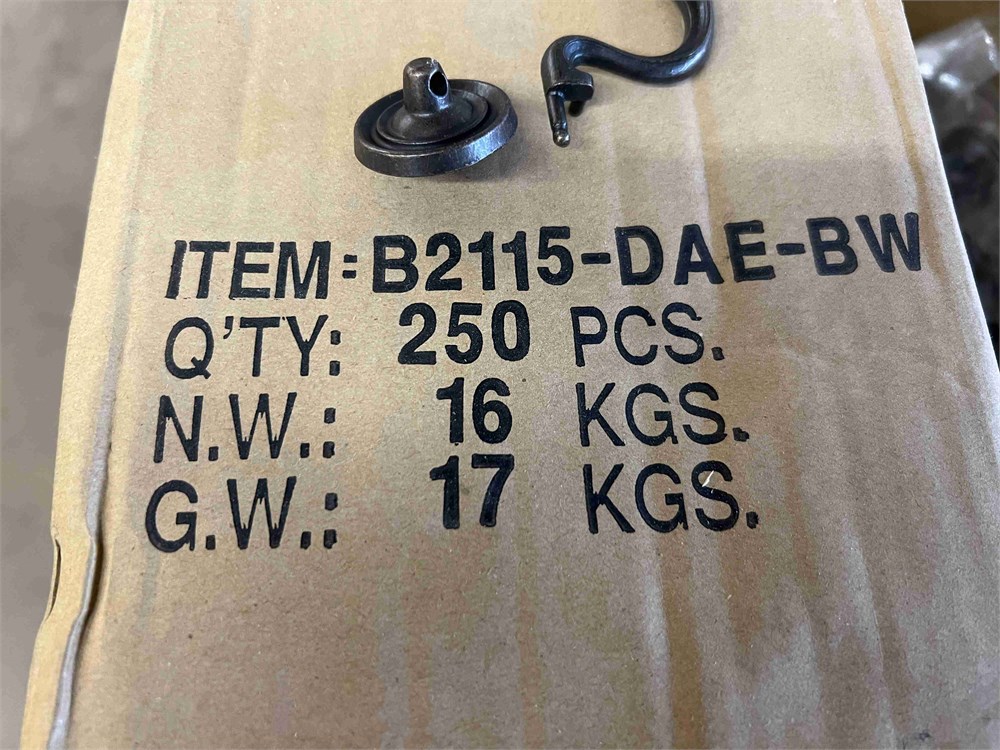 ITEM: B2115-DAE-BW
Q'TY: 250 PCS.
N.W.: 16 KGS.
G.W.: 17 KGS.